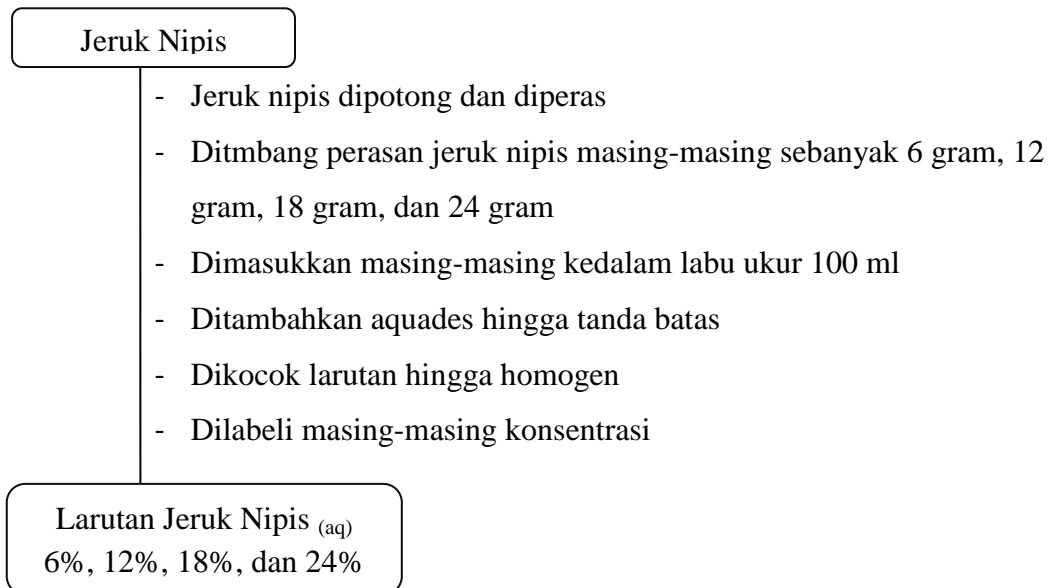 Jeruk Nipis
- Jeruk nipis dipotong dan diperas
- Ditmbang perasan jeruk nipis masing-masing sebanyak 6 gram, 12
gram, 18 gram, dan 24 gram
- Dimasukkan masing-masing kedalam labu ukur 100 ml
- Ditambahkan aquades hingga tanda batas
- Dikocok larutan hingga homogen
- Dilabeli masing-masing konsentrasi
Larutan Jeruk Nipis (aq)
6%, 12%, 18%, dan 24%